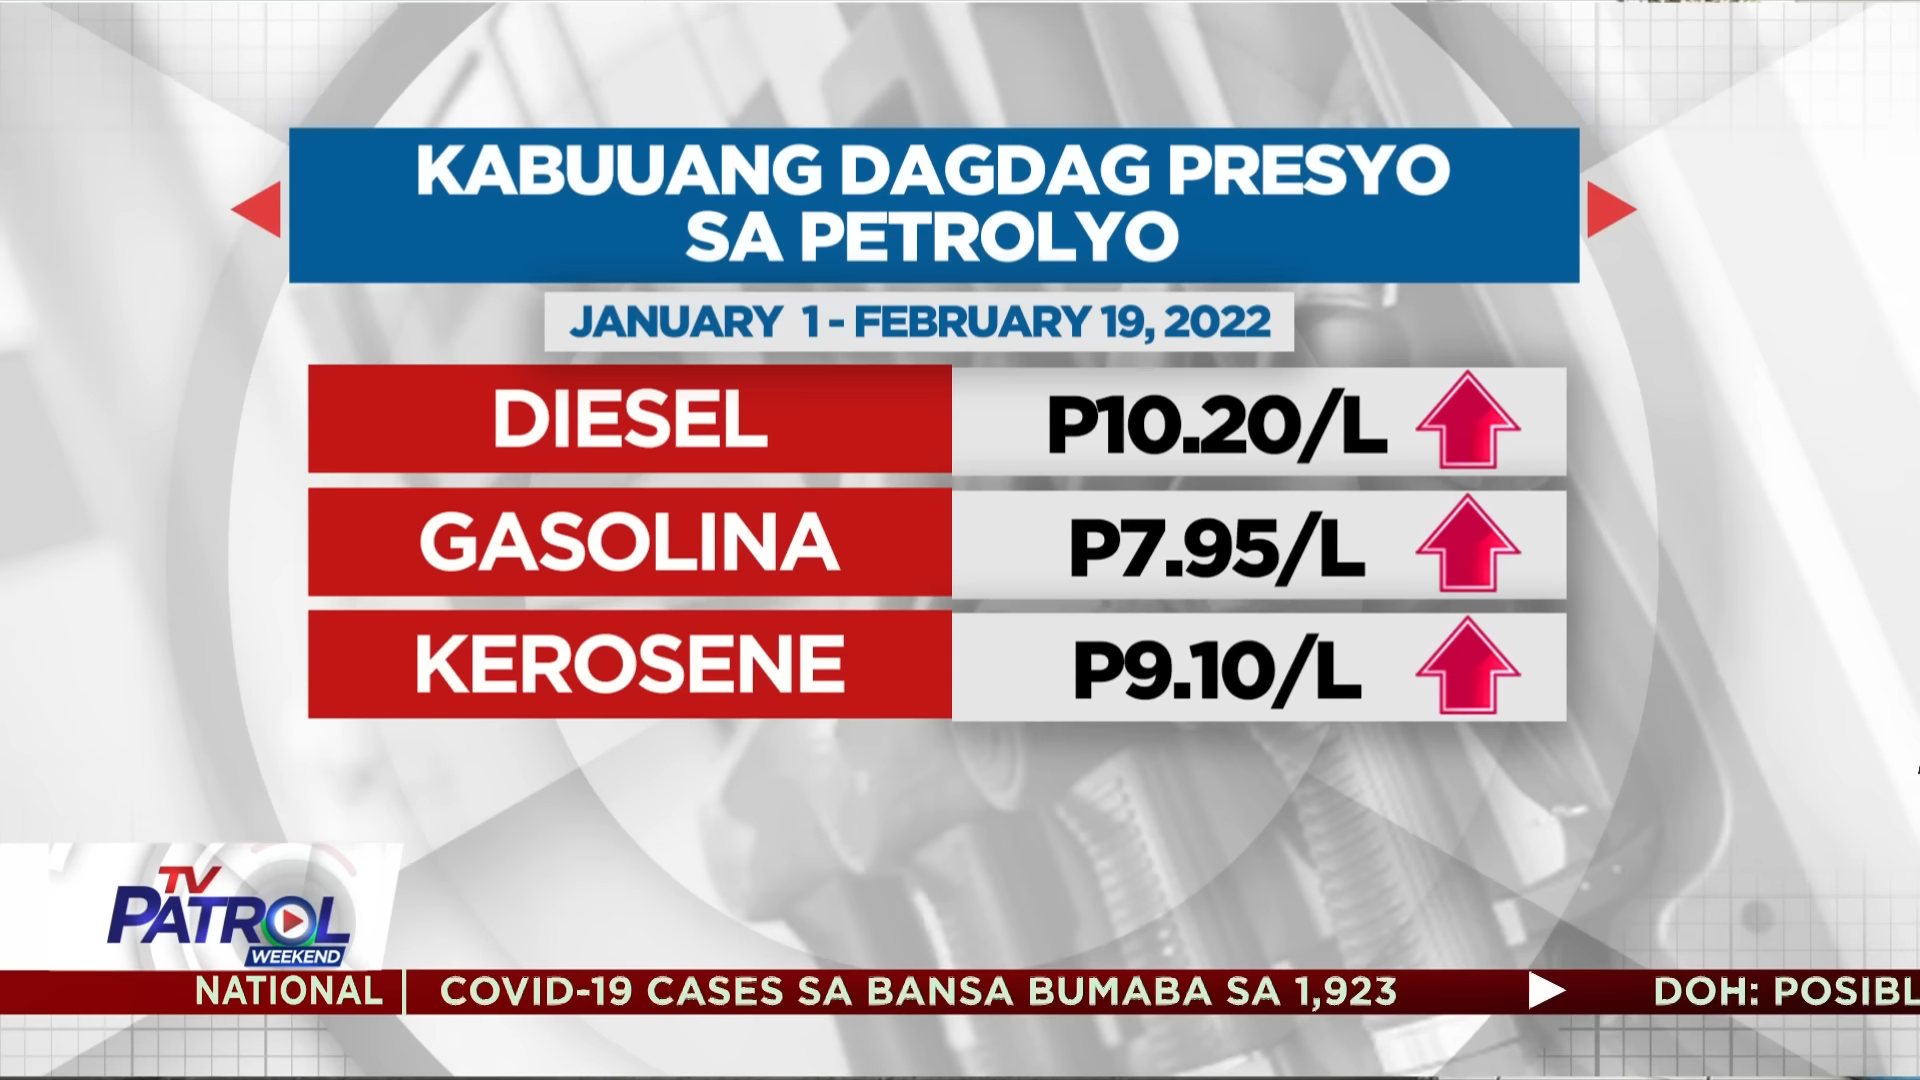 KABUUANG DAGDAG PRESYO
SA PETROLYO
JANUARY 1 - FEBRUARY 19, 2022
DIESEL P10.20/L
GASOLINA P7.95/L
KEROSENE P9.10/L
TV
PATROL
WEEKEND
NATIONAL COVID-19 CASES SA BANSA BUMABA SA 1,923 DOH: POSIBL